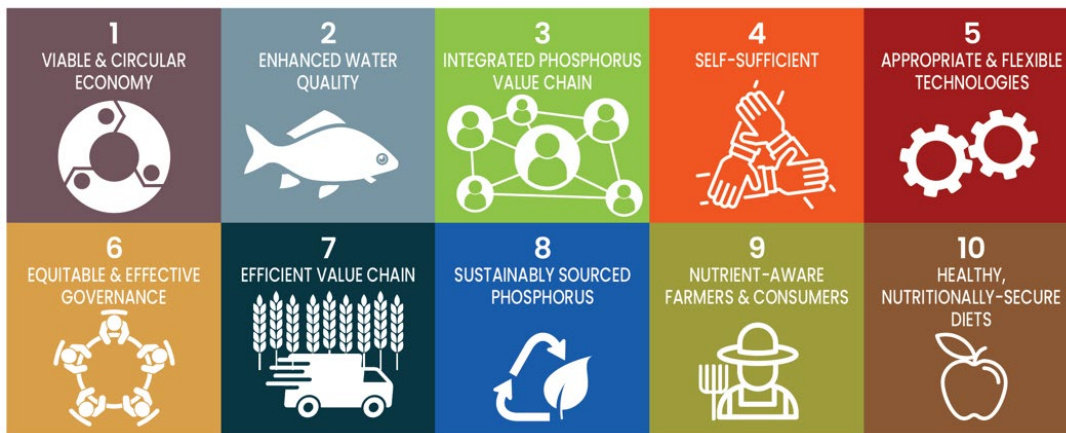 1
VIABLE & CIRCULAR
ECONOMY
2
ENHANCED WATER
QUALITY
3
INTEGRATED PHOSPHORUS
VALUE CHAIN
4
SELF-SUFFICIENT
5
APPROPRIATE & FLEXIBLE
TECHNOLOGIES
6
EQUITABLE & EFFECTIVE
GOVERNANCE
7
EFFICIENT VALUE CHAIN
8
SUSTAINABLY SOURCED
PHOSPHORUS
9
NUTRIENT-AWARE
FARMERS & CONSUMERS
10
HEALTHY,
NUTRITIONALLY-SECURE
DIETS